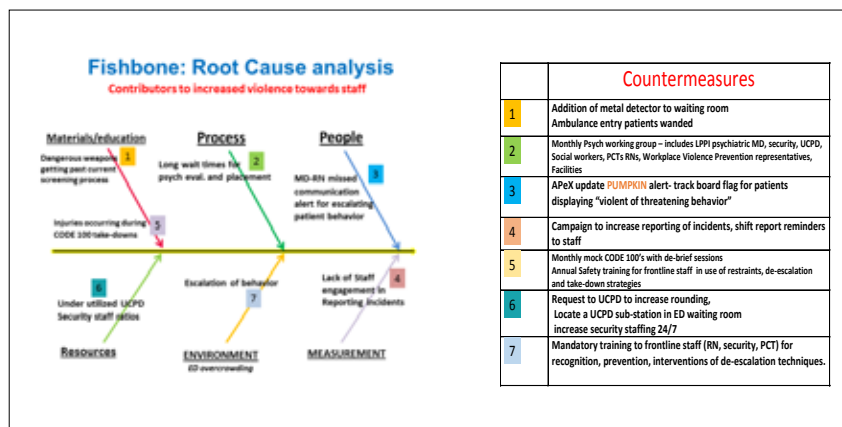 Fishbone: Root Cause analysis
Contributors to increased violence towards staff
Materials/education
Process
People
Dangerous weapons
getting past current
screening process
1
Long wait times for
psych eval. and placement
2
MD-RN missed
communication
alert for escalating
patient behavior
3
Injuries occurring during
CODE 100 take-downs
5
6
Under utilized UCPD
Security staff ratios
Escalation of behavior
7
Lack of Staff
engagement in
Reporting Incidents
4
Resources
ENVIRONMENT
ED overcrowding
MEASUREMENT
Countermeasures
1
Addition of metal detector to waiting room
Ambulance entry patients wanded
2
Monthly Psych working group – includes LPPI psychiatric MD, security, UCPD,
Social workers, PCTs RNs, Workplace Violence Prevention representatives,
Facilities
3
APeX update PUMPKIN alert- track board flag for patients
displaying "violent of threatening behavior"
4
Campaign to increase reporting of incidents, shift report reminders
to staff
5
Monthly mock CODE 100's with de-brief sessions
Annual Safety training for frontline staff in use of restraints, de-escalation
and take-down strategies
6
Request to UCPD to increase rounding,
Locate a UCPD sub-station in ED waiting room
increase security staffing 24/7
7
Mandatory training to frontline staff (RN, security, PCT) for
recognition, prevention, interventions of de-escalation techniques.